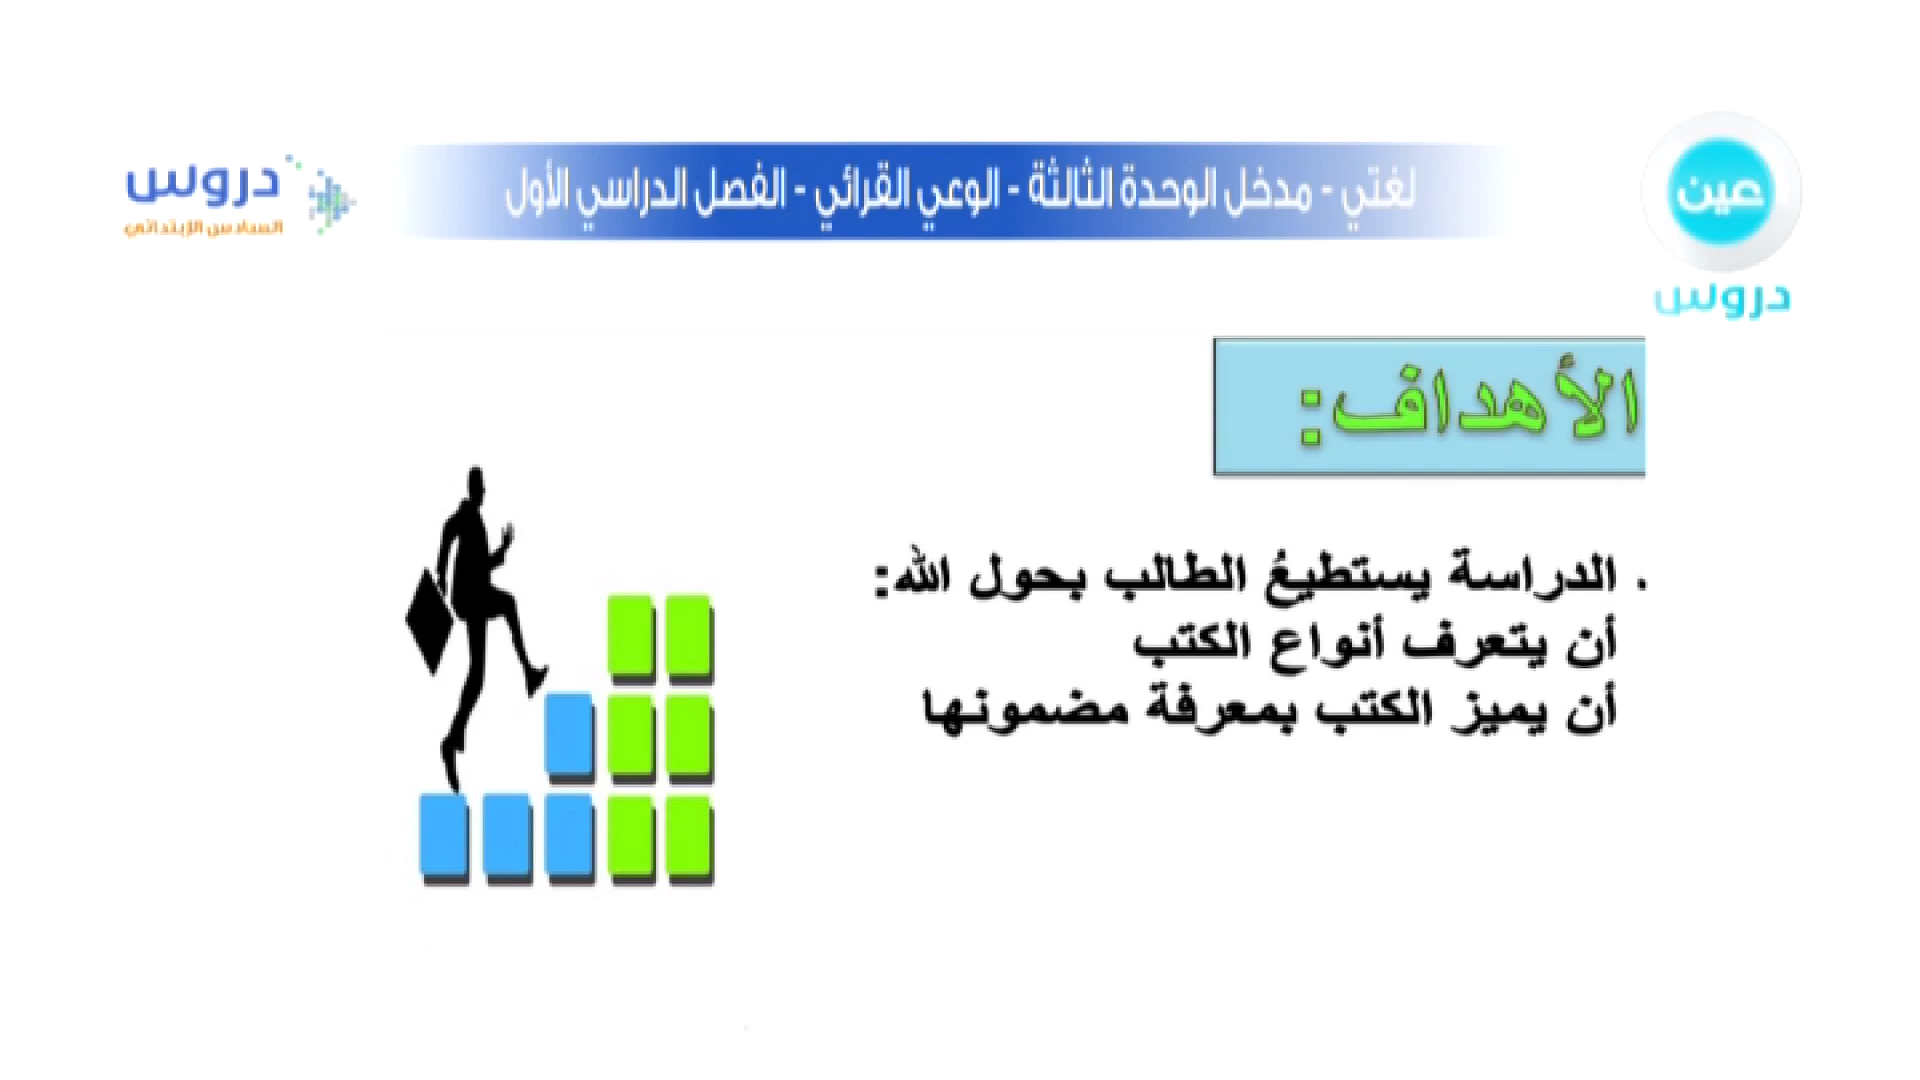 لغتي - مدخل الوحدة الثالثة - الوعي القرائي - الفصل الدراسي الأول
عين
دروس
دروس
السادس الإبتدائي
الأهداف:
. الدراسة يستطيعُ الطالب بحول الله:
أن يتعرف أنواع الكتب
أن يميز الكتب بمعرفة مضمونها